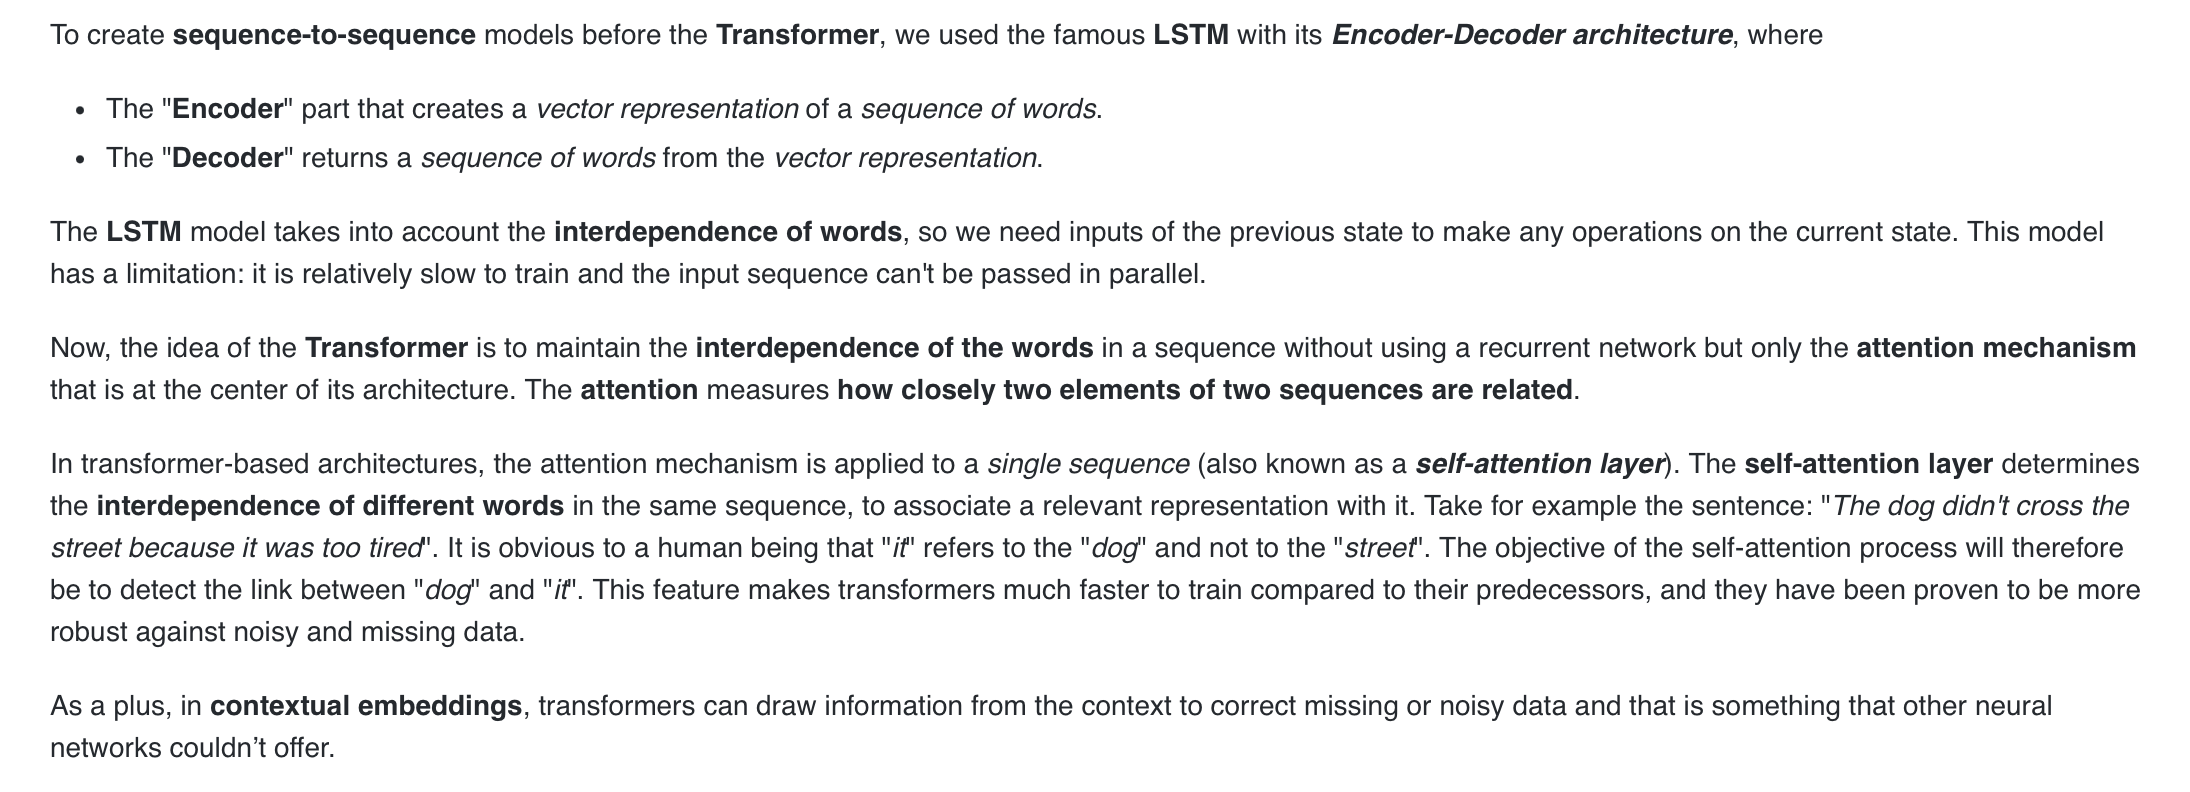 To create sequence-to-sequence models before the Transformer, we used the famous LSTM with its Encoder-Decoder architecture, where
• The "Encoder" part that creates a vector representation of a sequence of words.
• The "Decoder" returns a sequence of words from the vector representation.
The LSTM model takes into account the interdependence of words, so we need inputs of the previous state to make any operations on the current state. This model
has a limitation: it is relatively slow to train and the input sequence can't be passed in parallel.
Now, the idea of the Transformer is to maintain the interdependence of the words in a sequence without using a recurrent network but only the attention mechanism
that is at the center of its architecture. The attention measures how closely two elements of two sequences are related.
In transformer-based architectures, the attention mechanism is applied to a single sequence (also known as a self-attention layer). The self-attention layer determines
the interdependence of different words in the same sequence, to associate a relevant representation with it. Take for example the sentence: "The dog didn't cross the
street because it was too tired". It is obvious to a human being that "it" refers to the "dog" and not to the "street". The objective of the self-attention process will therefore
be to detect the link between "dog" and "it". This feature makes transformers much faster to train compared to their predecessors, and they have been proven to be more
robust against noisy and missing data.
As a plus, in contextual embeddings, transformers can draw information from the context to correct missing or noisy data and that is something that other neural
networks couldn’t offer.